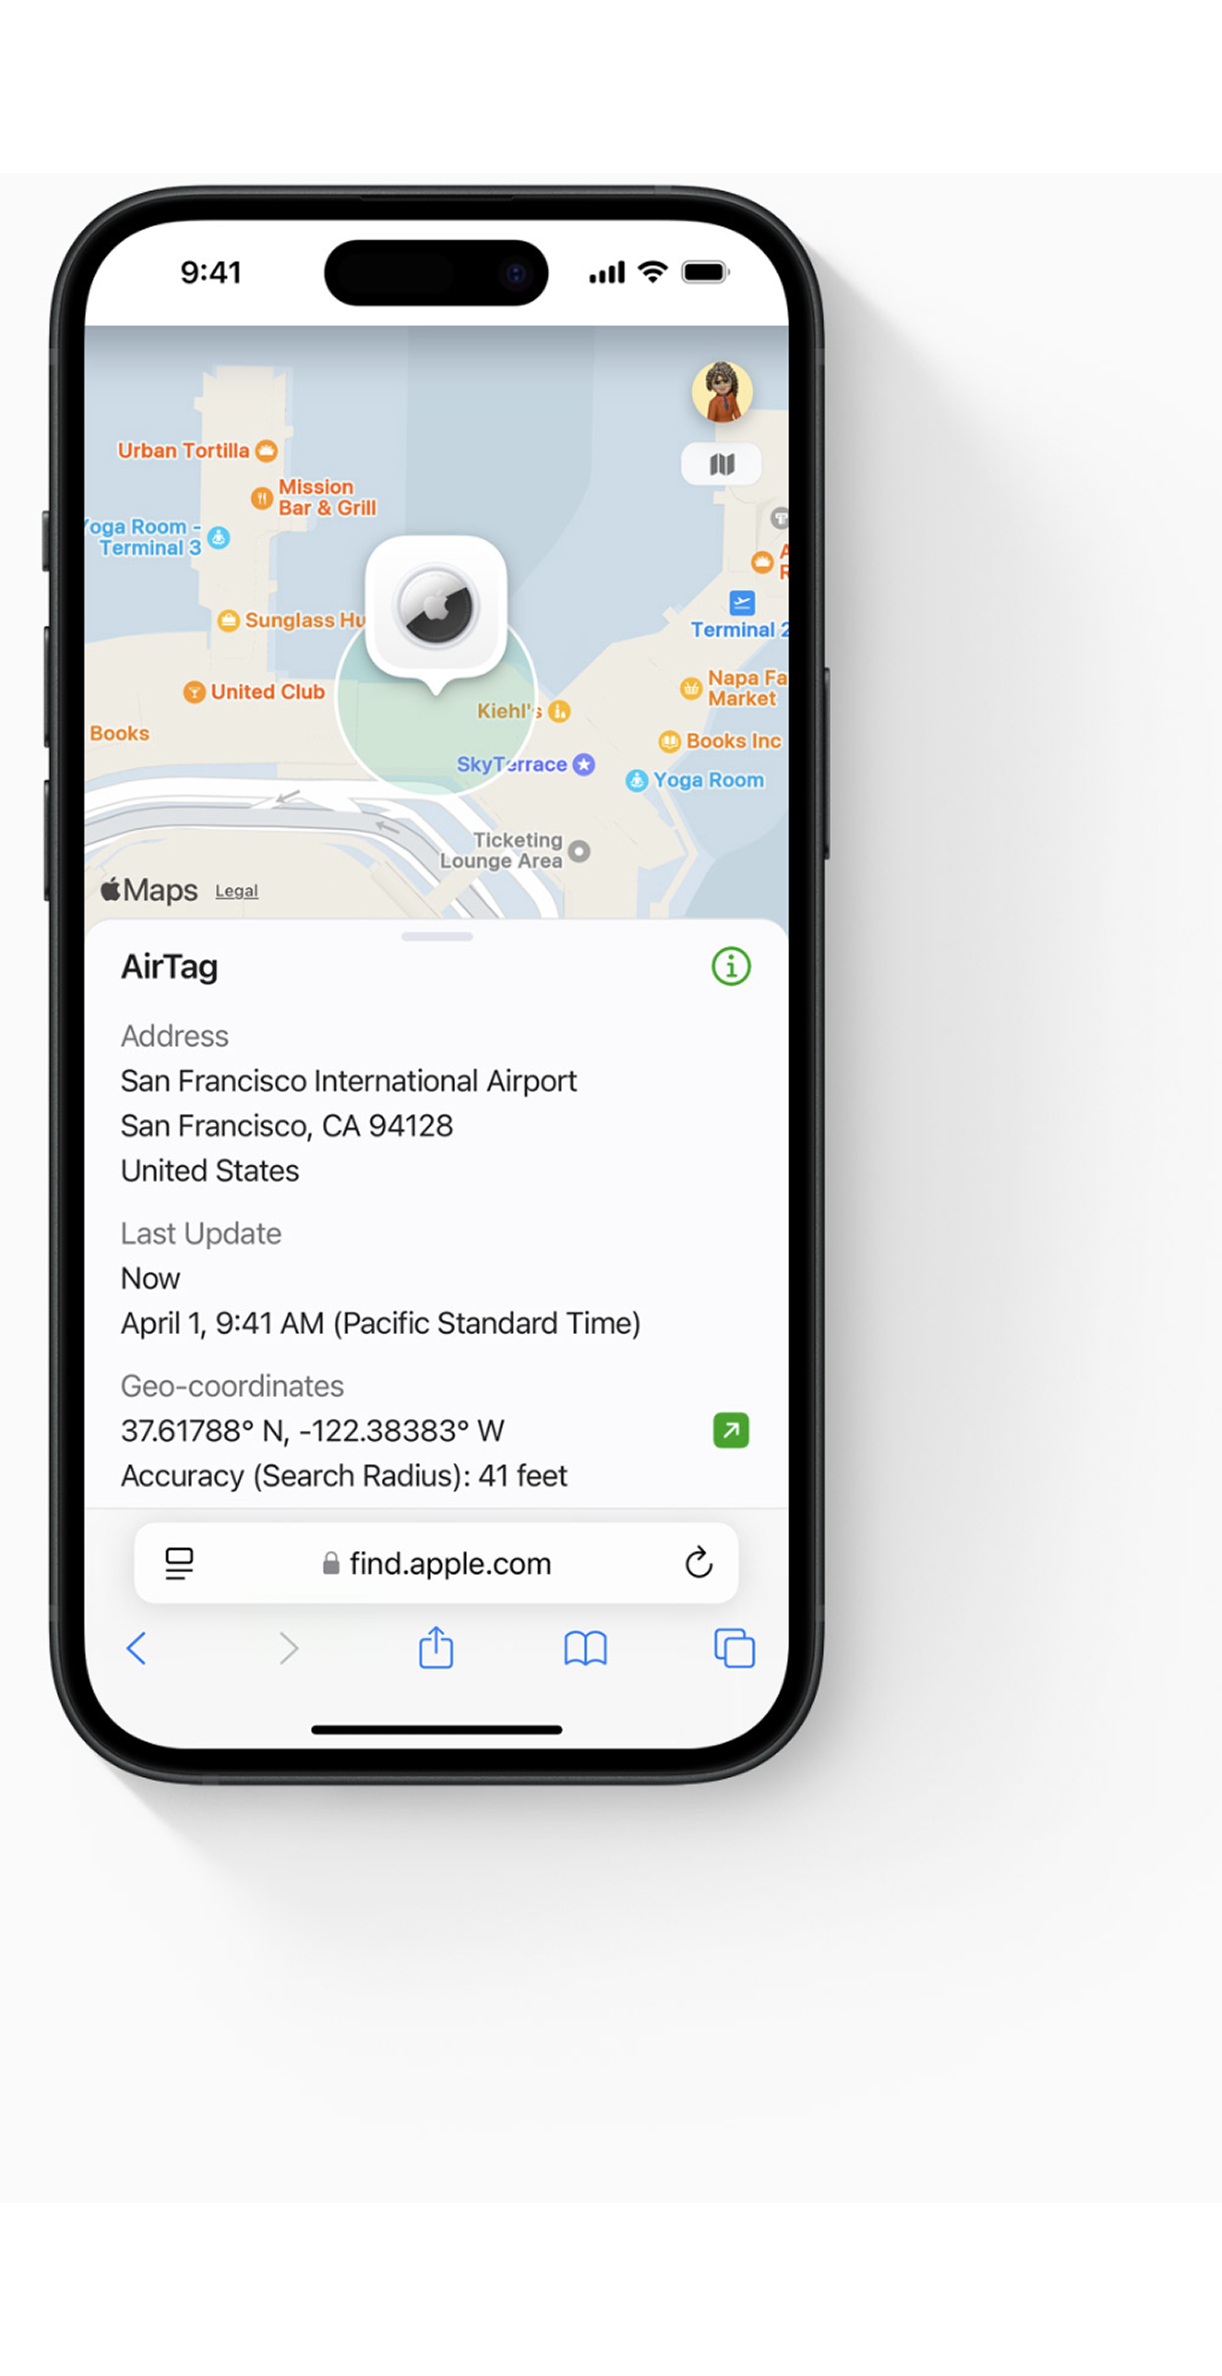 9:41
Urban Tortilla
Mission
Bar & Grill
Yoga Room -
Terminal 3
Sunglass Hu
Terminal 2
United Club
Napa Fa
Market
Kiehl's
Books
Books Inc
SkyTerrace
Yoga Room
Ticketing
Lounge Area
Maps Legal
AirTag
Address
San Francisco International Airport
San Francisco, CA 94128
United States
Last Update
Now
April 1, 9:41 AM (Pacific Standard Time)
Geo-coordinates
37.61788° N, -122.38383° W
Accuracy (Search Radius): 41 feet
find.apple.com